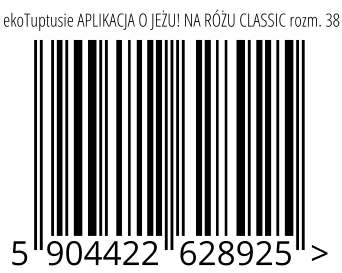 ekoTuptusie APLIKACJA O JEŻU! NA RÓŻU CLASSIC rozm. 38
5 904422 628925 >